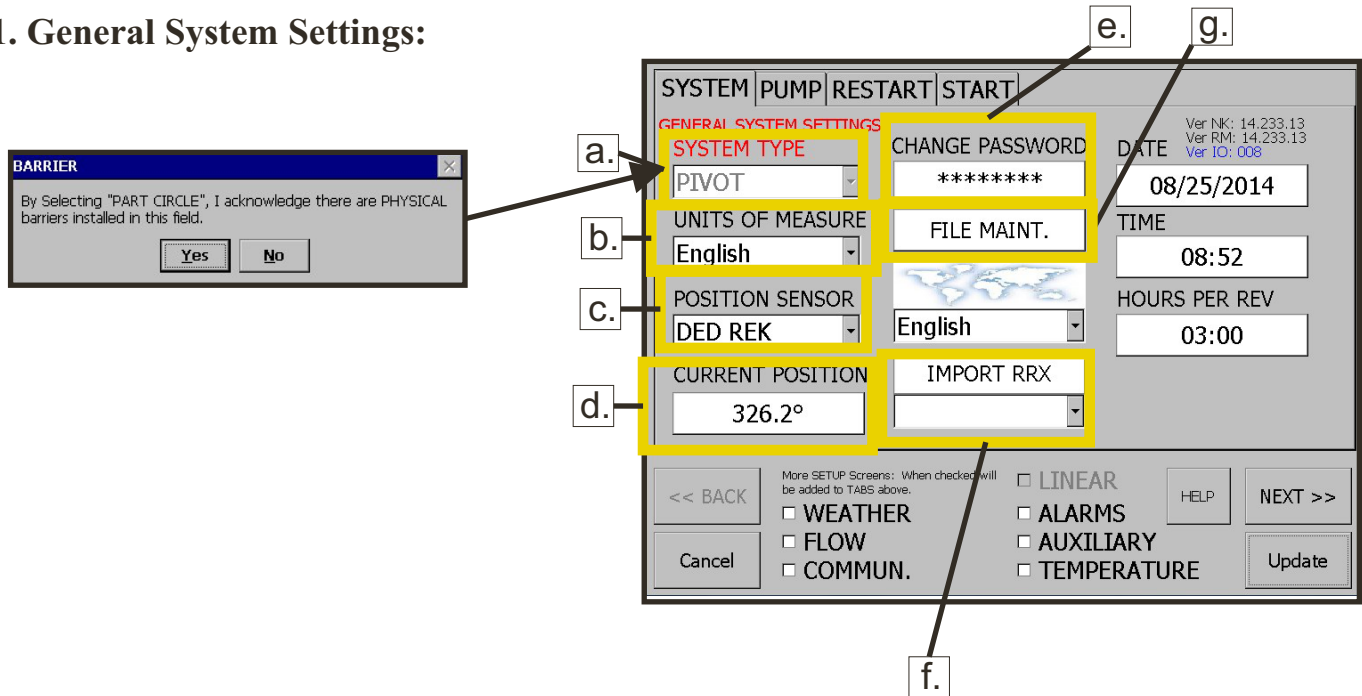 1. General System Settings:
e.
g.
BARRIER
By Selecting "PART CIRCLE", I acknowledge there are PHYSICAL
barriers installed in this field.
Yes No
a.
b.
c.
d.
SYSTEM PUMP RESTART START
GENERAL SYSTEM SETTINGS
SYSTEM TYPE
PIVOT
UNITS OF MEASURE
English
POSITION SENSOR
DED REK
CURRENT POSITION
326.2°
CHANGE PASSWORD
********
FILE MAINT.
English
IMPORT RRX
Ver NK: 14.233.13
Ver RM: 14.233.13
Ver IO: 008
DATE
08/25/2014
TIME
08:52
HOURS PER REV
03:00
<< BACK
Cancel
More SETUP Screens: When checked will
be added to TABS above.
WEATHER
FLOW
COMMUN.
LINEAR
ALARMS
AUXILIARY
TEMPERATURE
HELP
NEXT >>
Update
f.